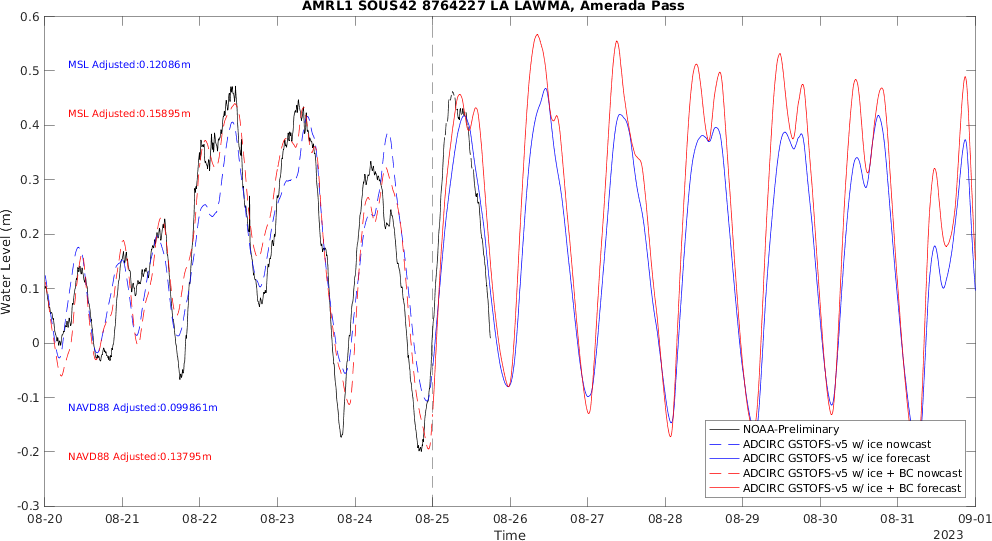 AMRL1 SOUS42 8764227 LA LAWMA, Amerada Pass
0.6
0.5
0.4
0.3
0.2
0.1
0
-0.1
-0.2
-0.3
Water Level (m)
MSL Adjusted:0.12086m
MSL Adjusted:0.15895m
NAVD88 Adjusted:0.099861m
NAVD88 Adjusted:0.13795m
NOAA-Preliminary
ADCIRC GSTOFS-v5 w/ ice nowcast
ADCIRC GSTOFS-v5 w/ ice forecast
ADCIRC GSTOFS-v5 w/ ice + BC nowcast
ADCIRC GSTOFS-v5 w/ ice + BC forecast
08-20 08-21 08-22 08-23 08-24 08-25 08-26 08-27 08-28 08-29 08-30 08-31 09-01
Time
2023